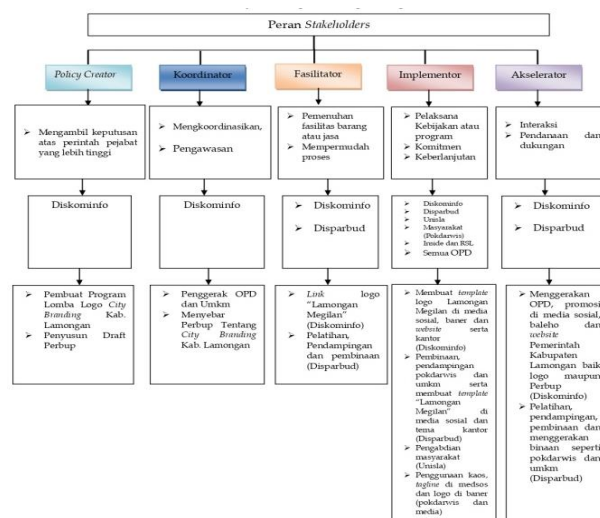 Peran Stakeholders
Policy Creator
Koordinator
Fasilitator
Implementor
Akselerator
➢ Mengambil keputusan
atas perintah pejabat
yang lebih tinggi
➢ Mengkoordinasikan,
➢ Pengawasan
➢ Pemenuhan
fasilitas barang
atau jasa
➢ Mempermudah
proses
➢ Pelaksana
Kebijakan atau
program
➢ Komitmen
➢ Keberlanjutan
➢ Interaksi
➢ Pendanaan dan
dukungan
Diskominfo
Diskominfo
➢ Diskominfo
➢ Disparbud
➢ Diskominfo
➢ Disparbud
➢ Unisla
➢ Masyarakat
(Pokdarwis)
➢ Inside dan RSL
➢ Semua OPD
➢ Diskominfo
➢ Disparbud
➢ Pembuat Program
Lomba Logo City
Branding Kab.
Lamongan
➢ Penyusun Draft
Perbup
➢ Penggerak OPD
dan Umkm
➢ Menyebar
Perbup Tentang
City Branding
Kab. Lamongan
➢ Link logo
"Lamongan
Megilan"
(Diskominfo)
➢ Pelatihan,
Pendampingan
dan pembinaan
(Disparbud)
➢ Membuat template
logo Lamongan
Megilan di media
sosial, baner dan
website serta
kantor
(Diskominfo)
➢ Pembinaan,
pendampingan
pokdarwis dan
umkm serta
membuat template
"Lamongan
Megilan" di
media sosial dan
tema kantor
(Disparbud)
➢ Pengabdian
masyarakat
(Unisla)
➢ Penggunaan kaos,
tagline di medsos
dan logo di baner
(pokdarwis dan
media)
➢ Menggerakan
OPD, promosi
di media sosial,
baleho dan
website
Pemerintah
Kabupaten
Lamongan baik
logo maupun
Perbup
(Diskominfo)
➢ Pelatihan,
pendampingan,
pembinaan dan
menggerakan
binaan seperti
pokdarwis dan
umkm
(Disparbud)